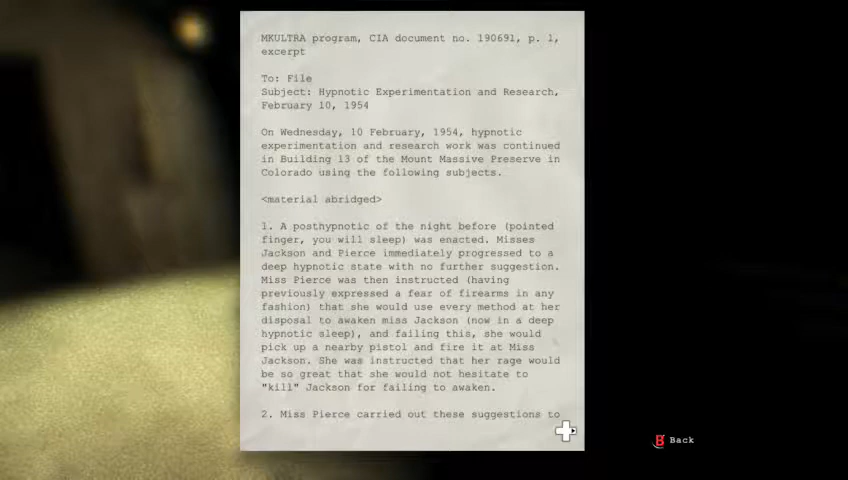 MKULTRA program, CIA document no. 190691, p. 1,
excerpt
To: File
Subject: Hypnotic Experimentation and Research,
February 10, 1954
On Wednesday, 10 February, 1954, hypnotic
experimentation and research work was continued
in Building 13 of the Mount Massive Preserve in
Colorado using the following subjects.
<material abridged>
1. A posthypnotic of the night before (pointed
finger, you will sleep) was enacted. Misses
Jackson and Pierce immediately progressed to a
deep hypnotic state with no further suggestion.
Miss Pierce was then instructed (having
previously expressed a fear of firearms in any
fashion) that she would use every method at her
disposal to awaken miss Jackson (now in a deep
hypnotic sleep), and failing this, she would
pick up a nearby pistol and fire it at Miss
Jackson. She was instructed that her rage would
be so great that she would not hesitate to
"kill" Jackson for failing to awaken.
2. Miss Pierce carried out these suggestions to
B Back